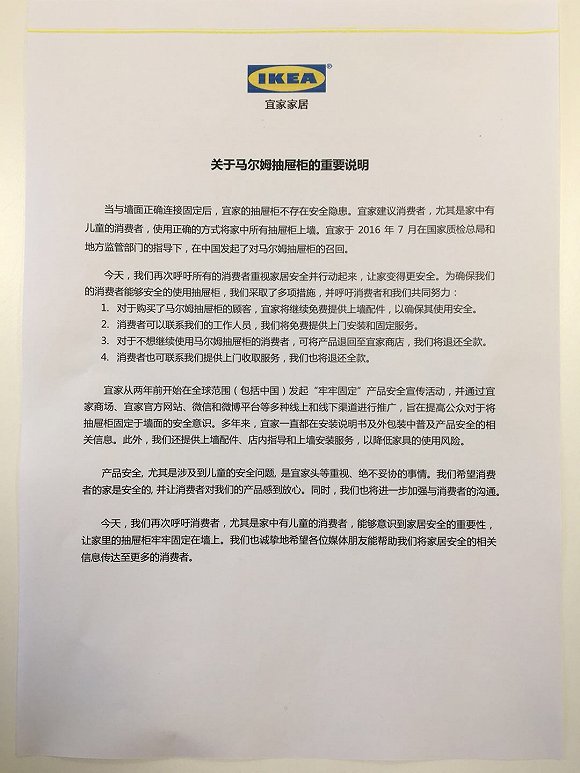 IKEA®
宜家家居
关于马尔姆抽屉柜的重要说明
当与墙面正确连接固定后，宜家的抽屉柜不存在安全隐患。宜家建议消费者，尤其是家中有
儿童的消费者，使用正确的方式将家中所有抽屉柜上墙。宜家于 2016 年 7 月在国家质检总局和
地方监管部门的指导下，在中国发起了对马尔姆抽屉柜的召回。
今天，我们再次呼吁所有的消费者重视家居安全并行动起来，让家变得更安全。为确保我们
的消费者能够安全的使用抽屉柜，我们采取了多项措施，并呼吁消费者和我们共同努力：
1. 对于购买了马尔姆抽屉柜的顾客，宜家将继续免费提供上墙配件，以确保其使用安全。
2. 消费者可以联系我们的工作人员，我们将免费提供上门安装和固定服务。
3. 对于不想继续使用马尔姆抽屉柜的消费者，可将产品退回至宜家商店，我们将退还全款。
4. 消费者也可联系我们提供上门收取服务，我们也将退还全款。
宜家从两年前开始在全球范围（包括中国）发起“牢牢固定”产品安全宣传活动，并通过宜
家商场、宜家官方网站、微信和微博平台等多种线上和线下渠道进行推广，旨在提高公众对于将
抽屉柜固定于墙面的安全意识。多年来，宜家一直都在安装说明书及外包装中普及产品安全的相
关信息。此外，我们还提供上墙配件、店内指导和上墙安装服务，以降低家具的使用风险。
产品安全, 尤其是涉及到儿童的安全问题, 是宜家头等重视、绝不妥协的事情。我们希望消费
者的家是安全的, 并让消费者对我们的产品感到放心。同时，我们也将进一步加强与消费者的沟通。
今天，我们再次呼吁消费者，尤其是家中有儿童的消费者，能够意识到家居安全的重要性，
让家里的抽屉柜牢牢固定在墙上。我们也诚挚地希望各位媒体朋友能帮助我们将家居安全的相关
信息传达至更多的消费者。